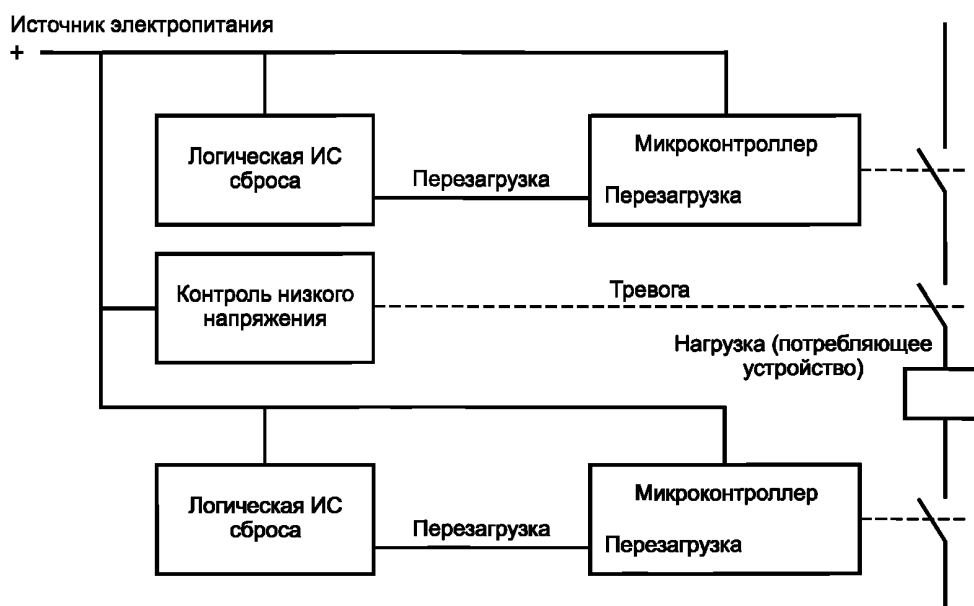 Источник электропитания
+
Логическая ИС
сброса
Перезагрузка
Микроконтроллер
Перезагрузка
Контроль низкого
напряжения
Тревога
Нагрузка (потребляющее
устройство)
Логическая ИС
сброса
Перезагрузка
Микроконтроллер
Перезагрузка